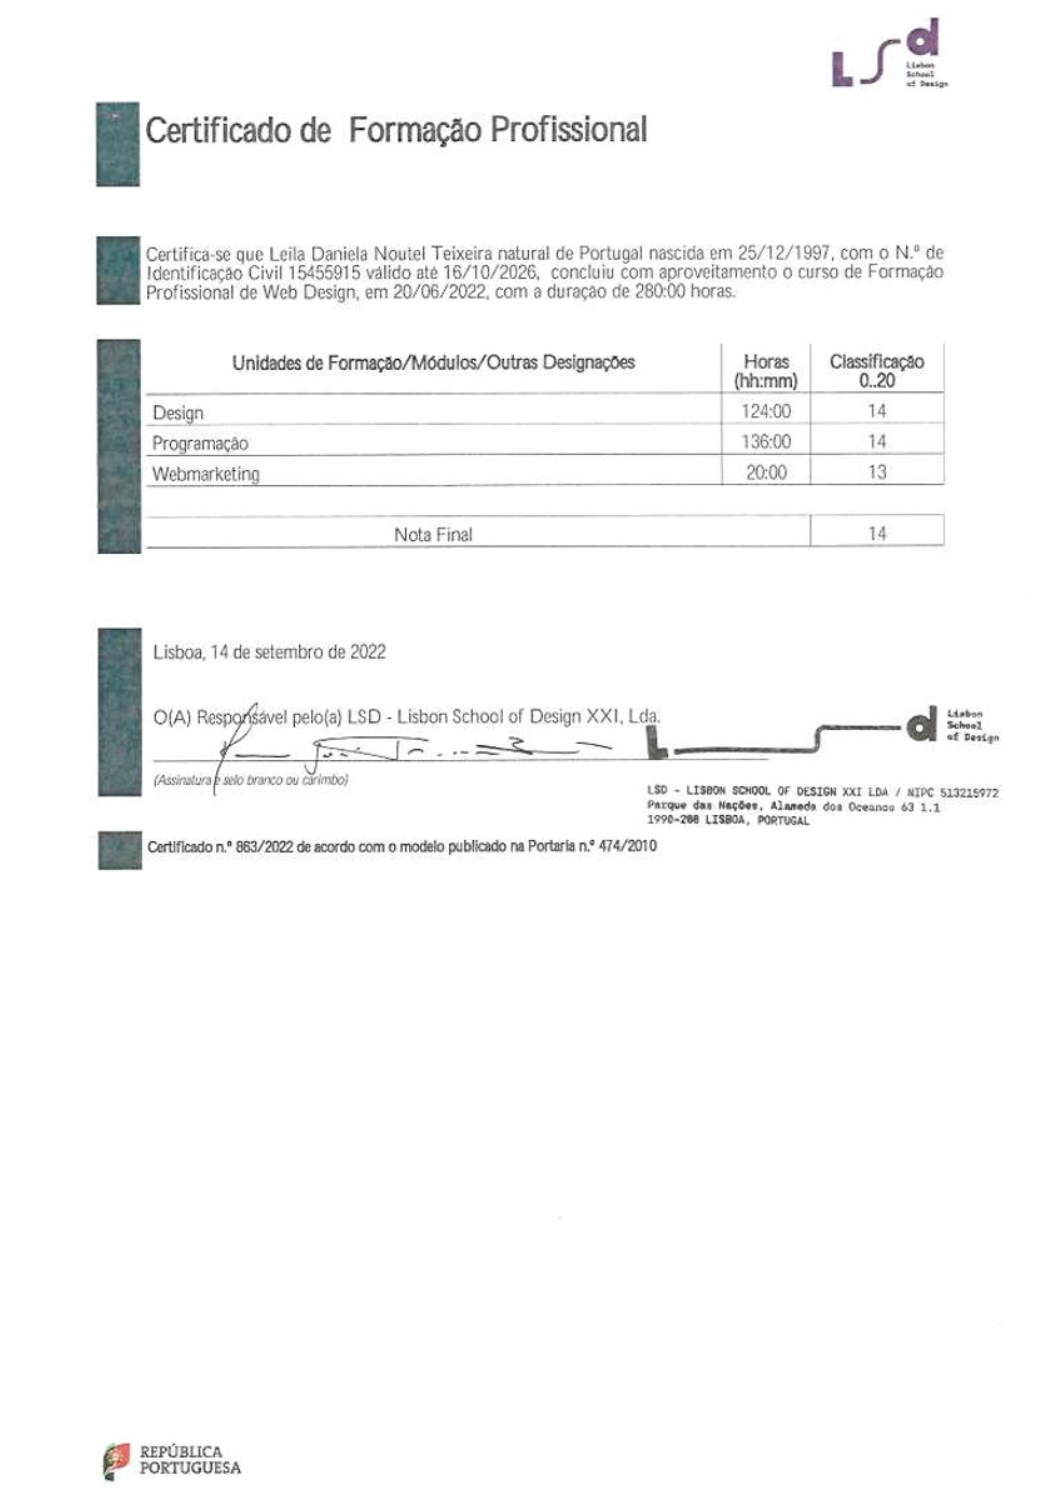 LSd
Lisbon
School
of Design
Certificado de Formação Profissional
Certifica-se que Leila Daniela Noutel Teixeira natural de Portugal nascida em 25/12/1997, com o N.º de
Identificação Civil 15455915 válido até 16/10/2026, concluiu com aproveitamento o curso de Formação
Profissional de Web Design, em 20/06/2022, com a duração de 280:00 horas.
Unidades de Formação/Módulos/Outras Designações Horas (hh:mm) Classificação 0..20
Design 124:00 14
Programação 136:00 14
Webmarketing 20:00 13
Nota Final 14
Lisboa, 14 de setembro de 2022
O(A) Responsável pelo(a) LSD - Lisbon School of Design XXI, Lda.
(Assinatura e selo branco ou carimbo)
Lsd
Lisbon
School
of Design
LSD - LISBON SCHOOL OF DESIGN XXI LDA / NIPC 513215972
Parque das Nações, Alameda dos Oceanos 63 1.1
1990-208 LISBOA, PORTUGAL
Certificado n.º 863/2022 de acordo com o modelo publicado na Portaria n.º 474/2010
REPÚBLICA
PORTUGUESA